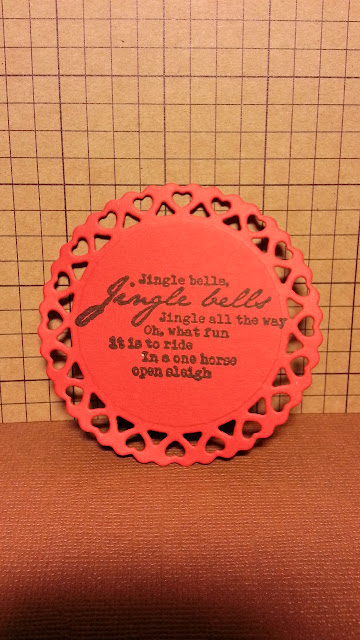 Jingle bells,
Jingle bells
Jingle all the way
Oh, what fun
it is to ride
In a one horse
open sleigh